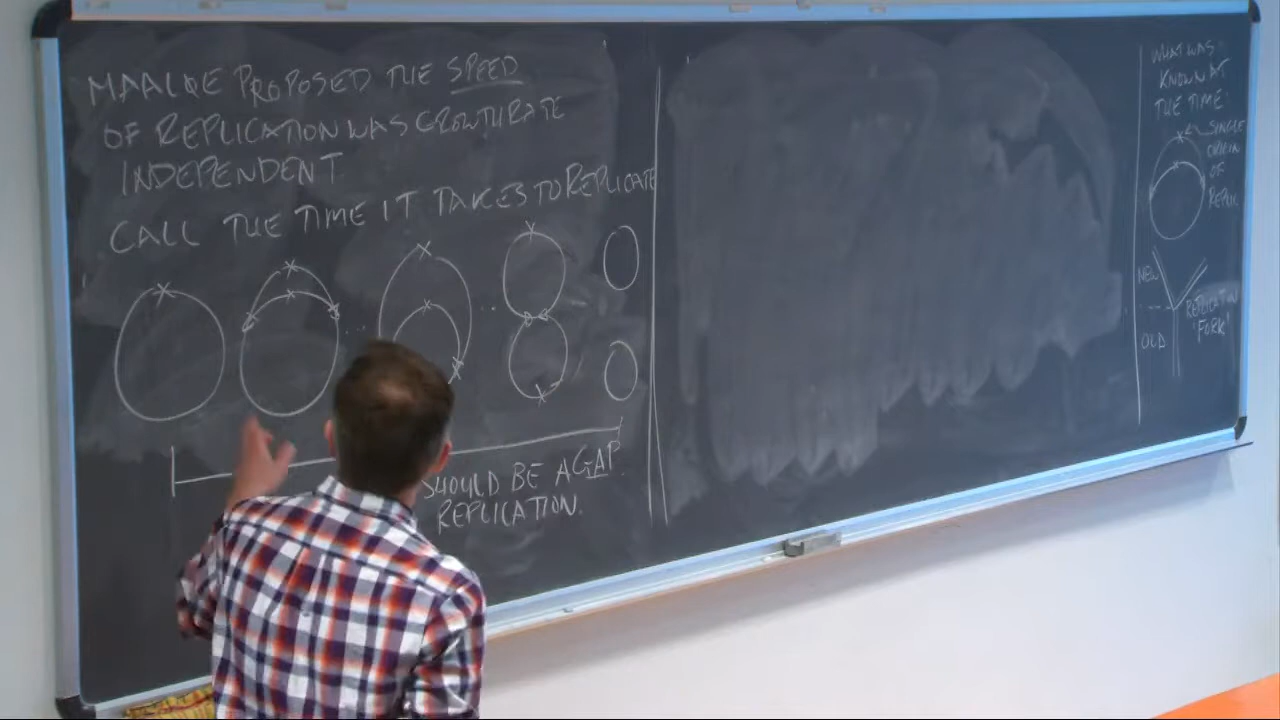 MAALOE PROPOSED THE SPEED
OF REPLICATION WAS GROWTH RATE
INDEPENDENT
CALL THE TIME IT TAKES TO REPLICATE
SHOULD BE A GAP
REPLICATION.
WHAT WAS
KNOWN AT
THE TIME:
SINGLE
ORIGIN
OF
REPLIC.
NEW
REPLICATION
"FORK"
OLD